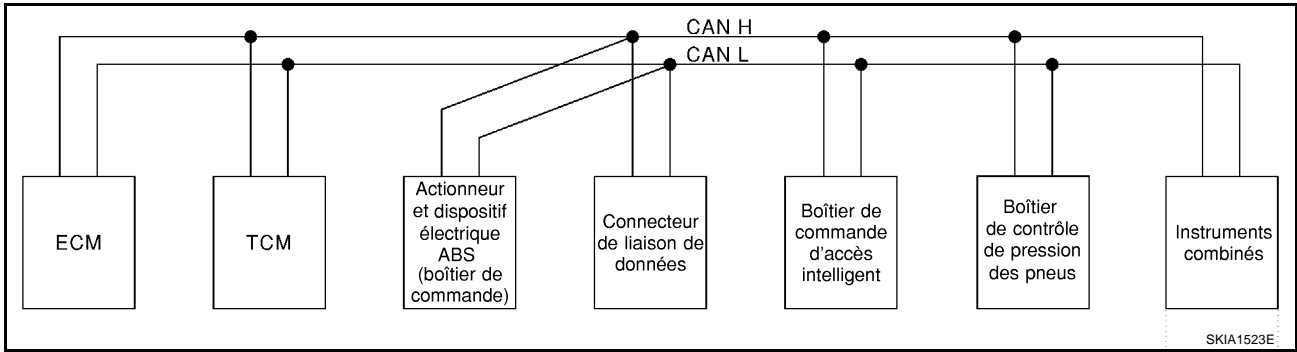 CAN H
CAN L
ECM
TCM
Actionneur
et dispositif
électrique
ABS
(boîtier de
commande)
Connecteur
de liaison de
données
Boîtier de
commande
d'accès
intelligent
Boîtier
de contrôle
de pression
des pneus
Instruments
combinés
SKIA1523E